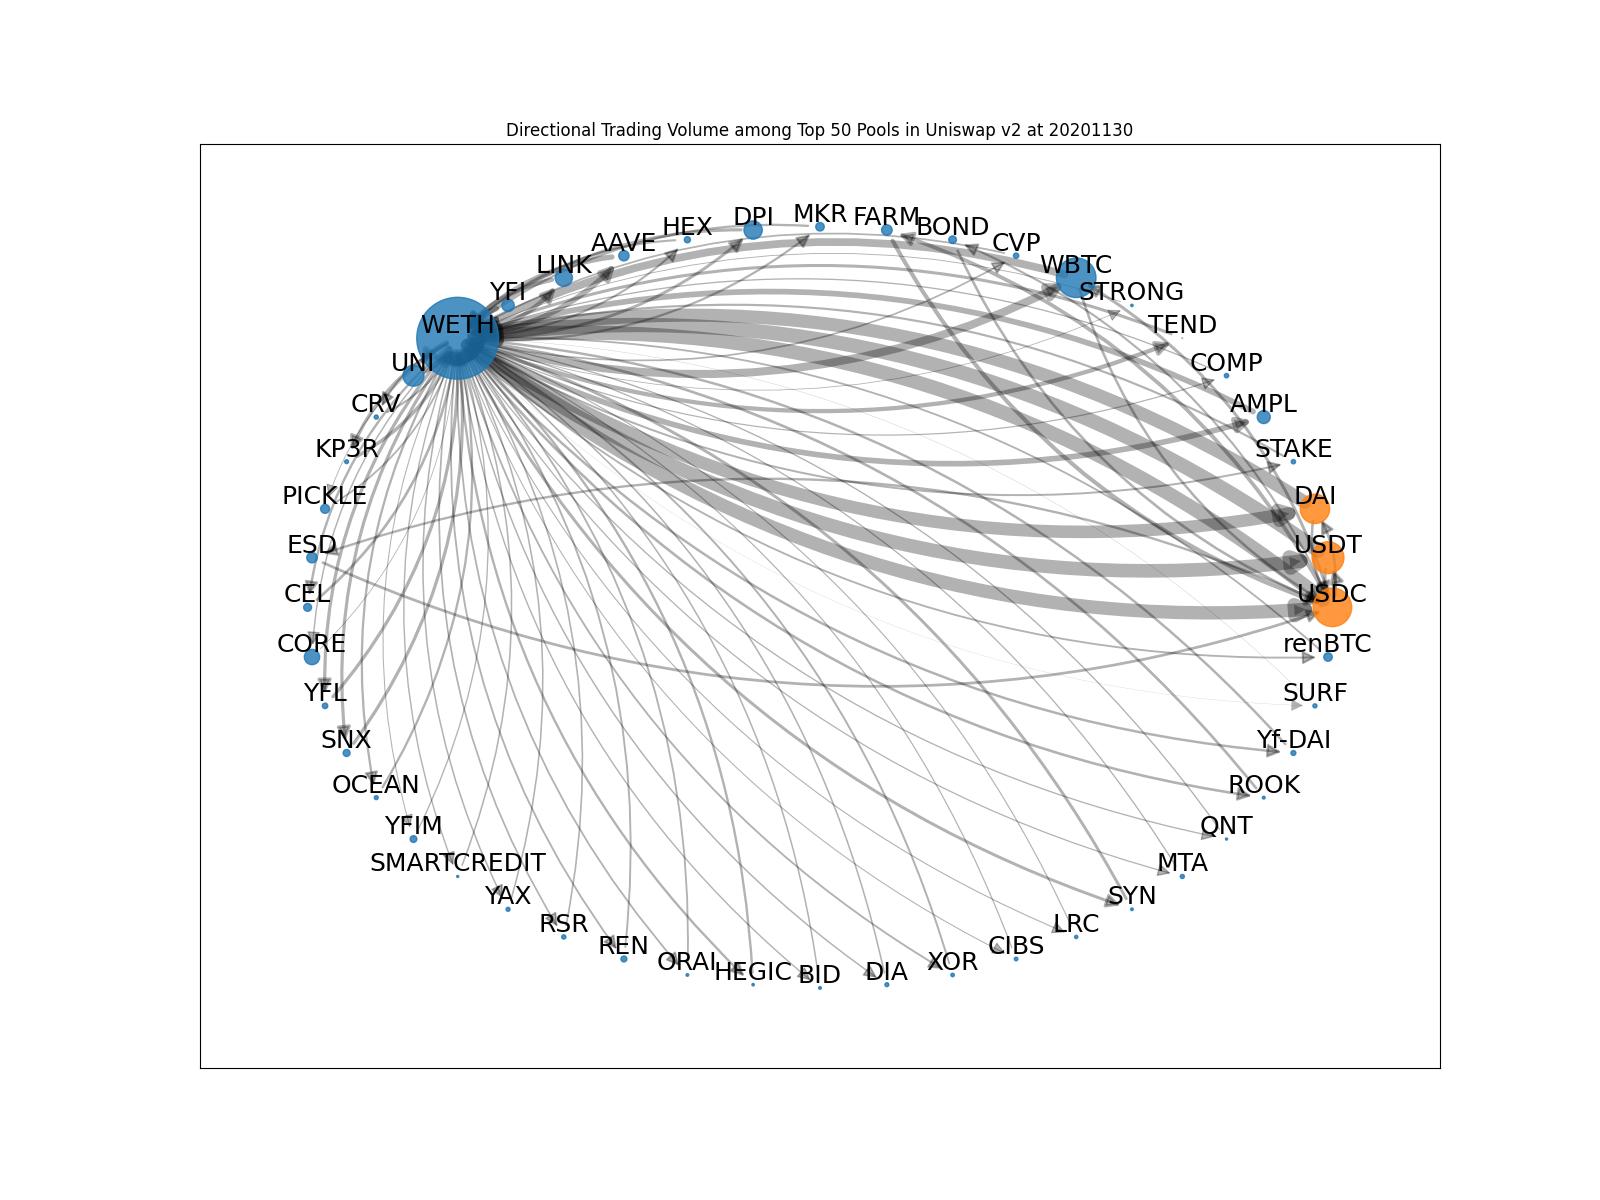 Directional Trading Volume among Top 50 Pools in Uniswap v2 at 20201130
MKR
DPI
FARM
HEX
BOND
AAVE
CVP
LINK
WBTC
YFI
STRONG
WETH
TEND
UNI
COMP
CRV
AMPL
KP3R
STAKE
PICKLE
DAI
ESD
USDT
CEL
USDC
CORE
renBTC
YFL
SURF
SNX
Yf-DAI
OCEAN
ROOK
YFIM
QNT
SMARTCREDIT
MTA
YAX
SYN
RSR
LRC
REN
CIBS
ORAI
XOR
HEGIC
DIA
BID